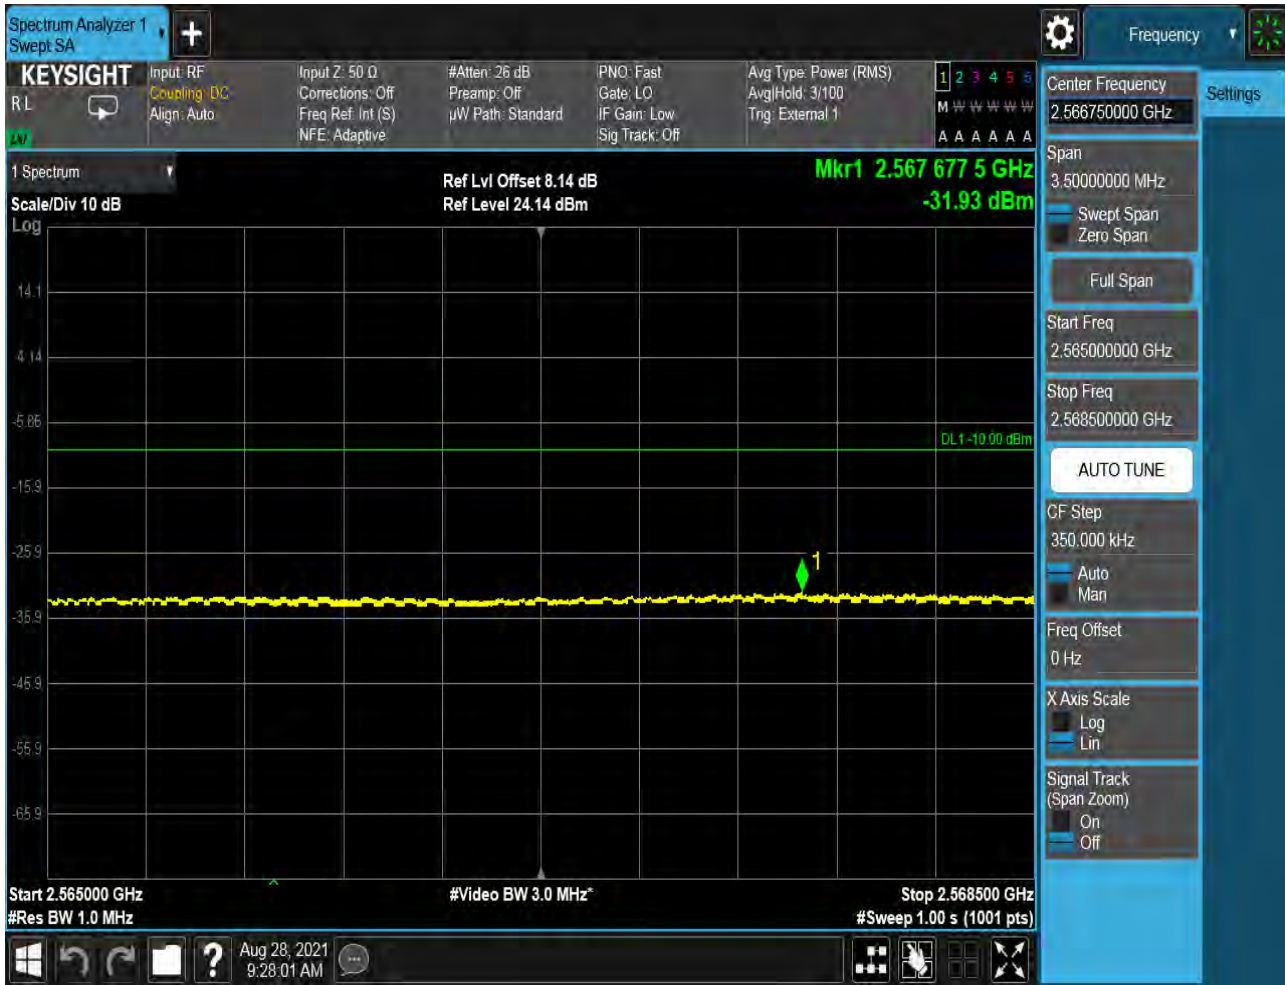 Spectrum Analyzer 1
Swept SA
Frequency
KEYSIGHT
R L
LXI
Input: RF
Coupling: DC
Align: Auto
Input Z: 50 Ω
Corrections: Off
Freq Ref: Int (S)
NFE: Adaptive
#Atten: 26 dB
Preamp: Off
µW Path: Standard
PNO: Fast
Gate: LO
IF Gain: Low
Sig Track: Off
Avg Type: Power (RMS)
Avg|Hold: 3/100
Trig: External 1
1 2 3 4 5 6
M W W W W W
A A A A A A
1 Spectrum
Scale/Div 10 dB
Log
Ref Lvl Offset 8.14 dB
Ref Level 24.14 dBm
Mkr1 2.567 677 5 GHz
-31.93 dBm
14.1
4.14
-5.86
DL1 -10.00 dBm
-15.9
-25.9
1
-35.9
-45.9
-55.9
-65.9
Start 2.565000 GHz
#Res BW 1.0 MHz
#Video BW 3.0 MHz*
Stop 2.568500 GHz
#Sweep 1.00 s (1001 pts)
Center Frequency
2.566750000 GHz
Settings
Span
3.50000000 MHz
Swept Span
Zero Span
Full Span
Start Freq
2.565000000 GHz
Stop Freq
2.568500000 GHz
AUTO TUNE
CF Step
350.000 kHz
Auto
Man
Freq Offset
0 Hz
X Axis Scale
Log
Lin
Signal Track
(Span Zoom)
On
Off
?
Aug 28, 2021
9:28:01 AM